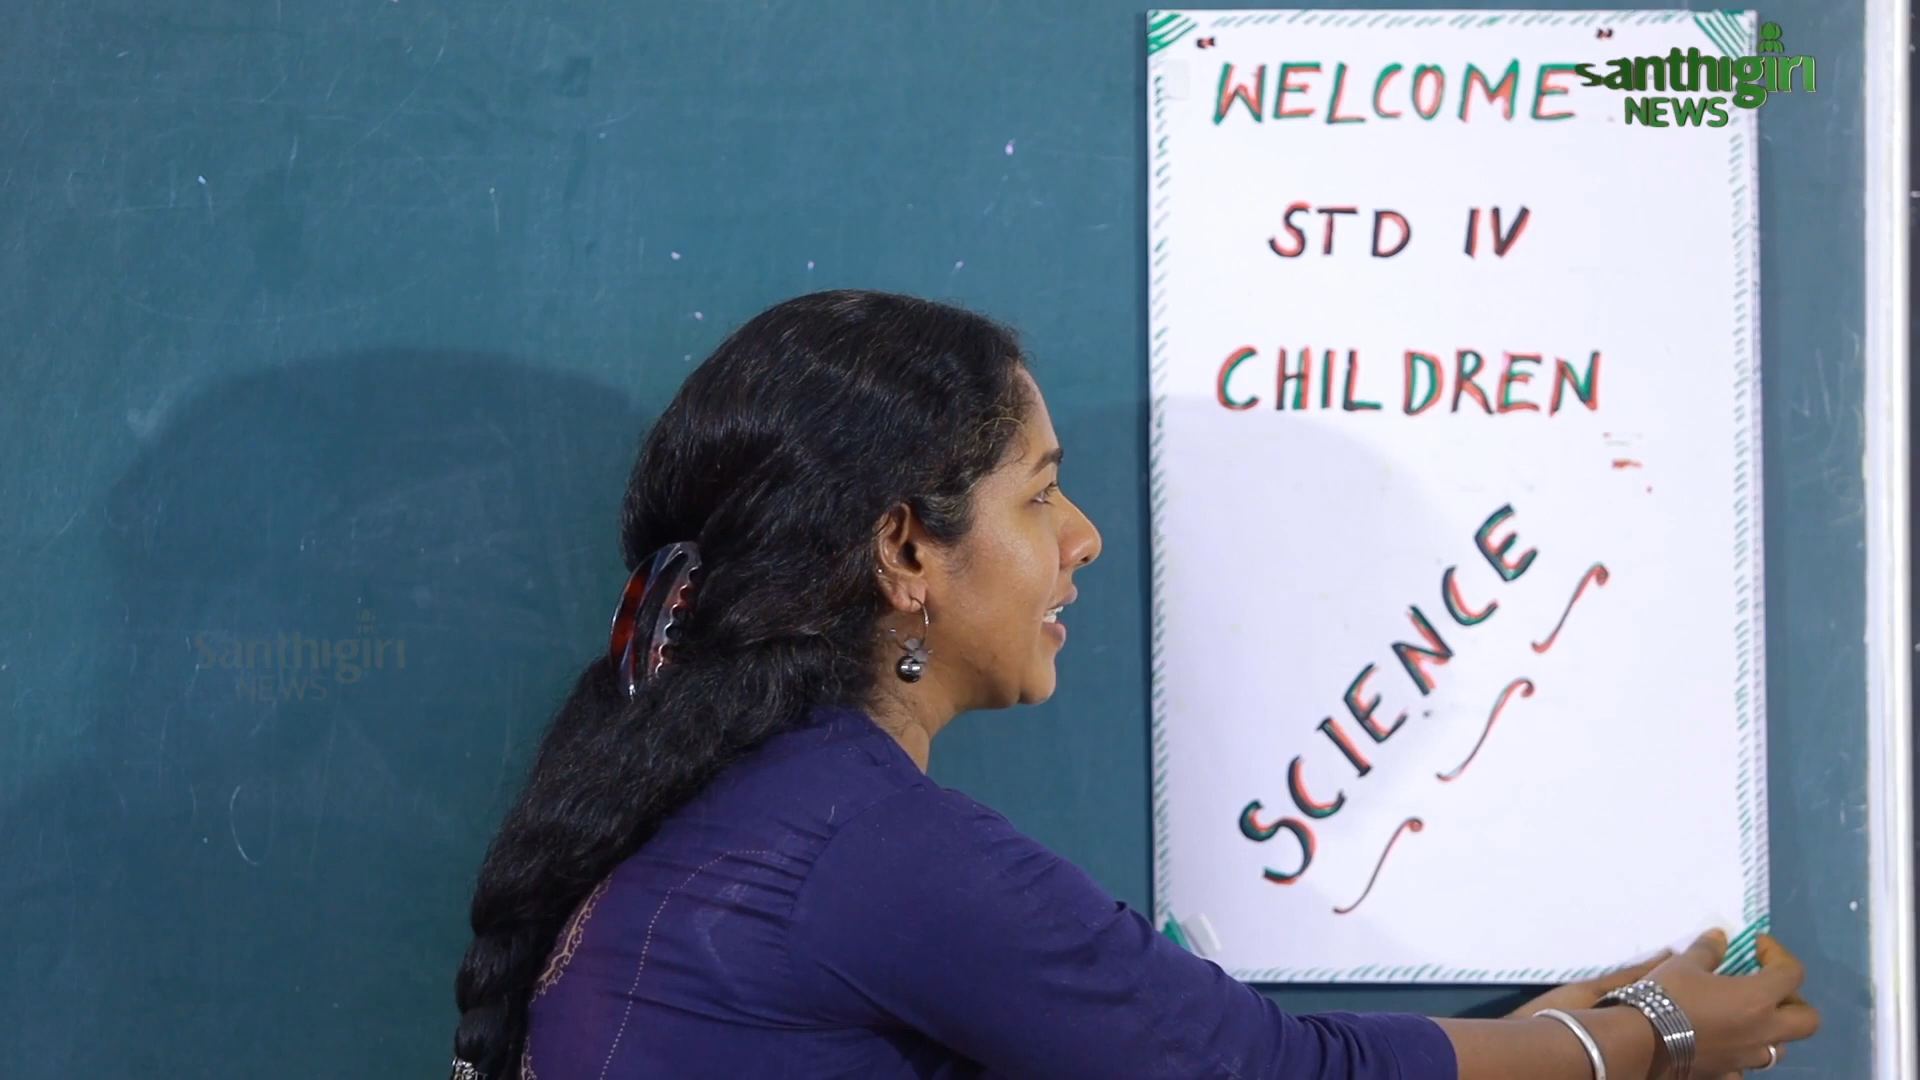 "WELCOME"
STD IV
CHILDREN
SCIENCE
santhigiri
NEWS
Santhigiri
NEWS